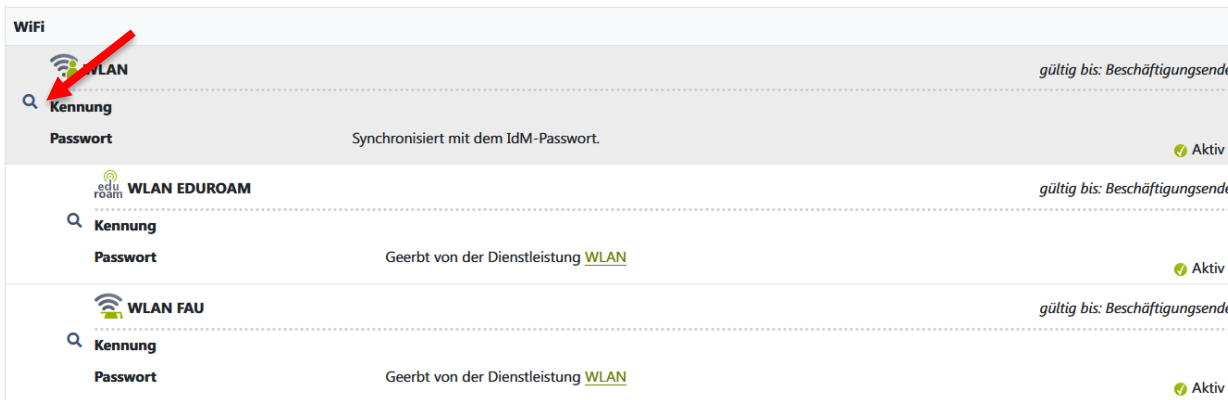 WiFi
WLAN gültig bis: Beschäftigungsende
Kennung
Passwort Synchronisiert mit dem IdM-Passwort.
Aktiv
edu
roam WLAN EDUROAM gültig bis: Beschäftigungsende
Kennung
Passwort Geerbt von der Dienstleistung WLAN
Aktiv
WLAN FAU gültig bis: Beschäftigungsende
Kennung
Passwort Geerbt von der Dienstleistung WLAN
Aktiv